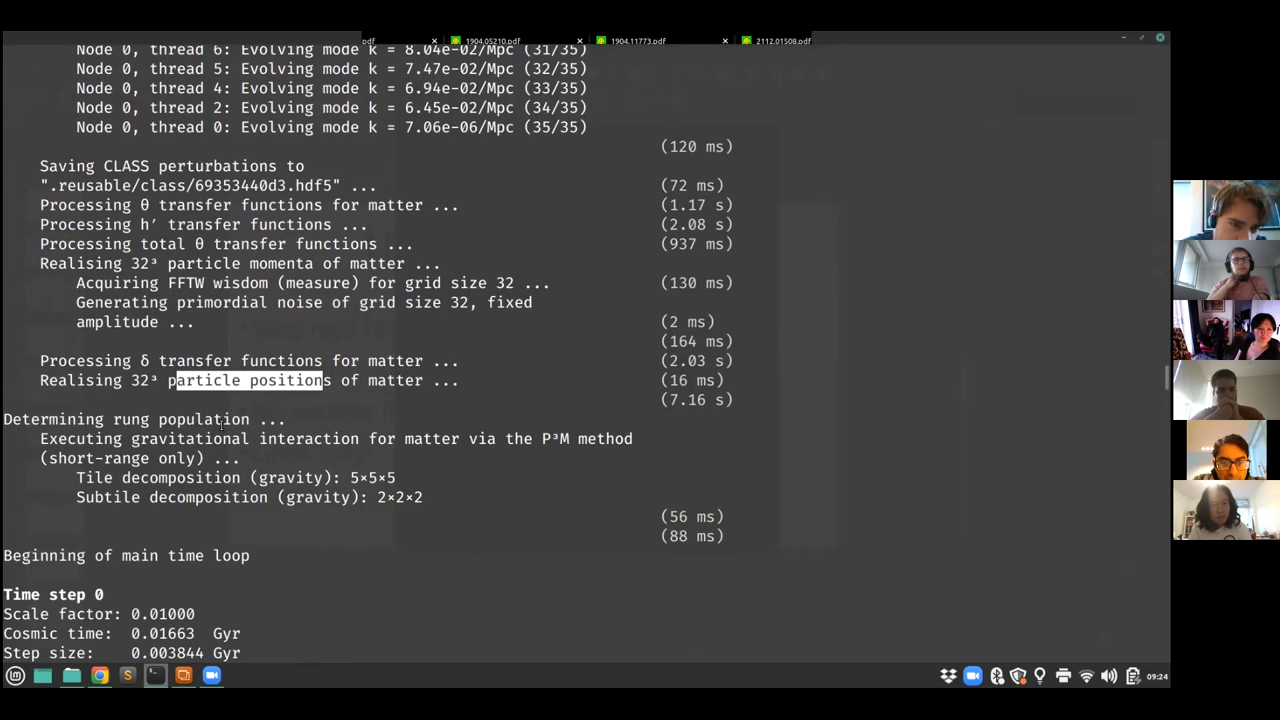 pdf
1904.05210.pdf
1904.11773.pdf
2112.01508.pdf
Node 0, thread 6: Evolving mode k = 8.04e-02/Mpc (31/35)
Node 0, thread 5: Evolving mode k = 7.47e-02/Mpc (32/35)
Node 0, thread 4: Evolving mode k = 6.94e-02/Mpc (33/35)
Node 0, thread 2: Evolving mode k = 6.45e-02/Mpc (34/35)
Node 0, thread 0: Evolving mode k = 7.06e-06/Mpc (35/35)
(120 ms)
Saving CLASS perturbations to
".reusable/class/69353440d3.hdf5" ... (72 ms)
Processing θ transfer functions for matter ... (1.17 s)
Processing h′ transfer functions ... (2.08 s)
Processing total θ transfer functions ... (937 ms)
Realising 32³ particle momenta of matter ...
Acquiring FFTW wisdom (measure) for grid size 32 ... (130 ms)
Generating primordial noise of grid size 32, fixed
amplitude ... (2 ms)
(164 ms)
Processing δ transfer functions for matter ... (2.03 s)
Realising 32³ particle positions of matter ... (16 ms)
(7.16 s)
Determining rung population ...
Executing gravitational interaction for matter via the P³M method
(short-range only) ...
Tile decomposition (gravity): 5×5×5
Subtile decomposition (gravity): 2×2×2
(56 ms)
(88 ms)
Beginning of main time loop
Time step 0
Scale factor: 0.01000
Cosmic time: 0.01663 Gyr
Step size: 0.003844 Gyr
09:24